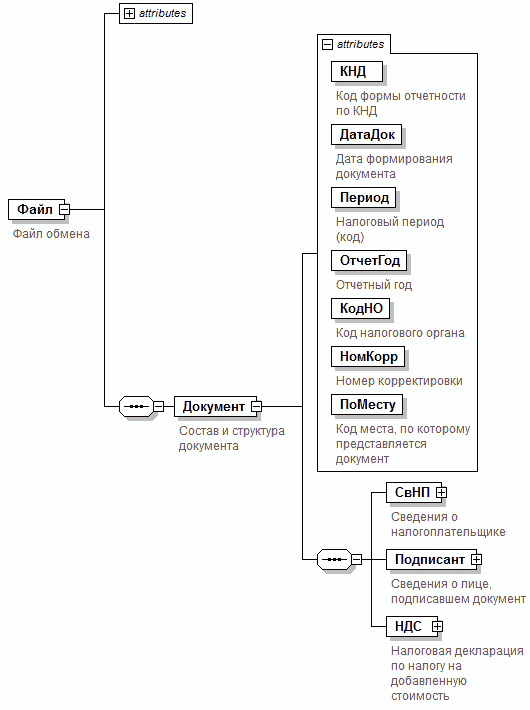 attributes
attributes
КНД
Код формы отчетности
по КНД
ДатаДок
Дата формирования
документа
Период
Налоговый период
(код)
ОтчетГод
Отчетный год
КодНО
Код налогового органа
НомКорр
Номер корректировки
ПоМесту
Код места, по которому
представляется
документ
Файл
Файл обмена
Документ
Состав и структура
документа
СвНП
Сведения о
налогоплательщике
Подписант
Сведения о лице,
подписавшем документ
НДС
Налоговая декларация
по налогу на
добавленную
стоимость